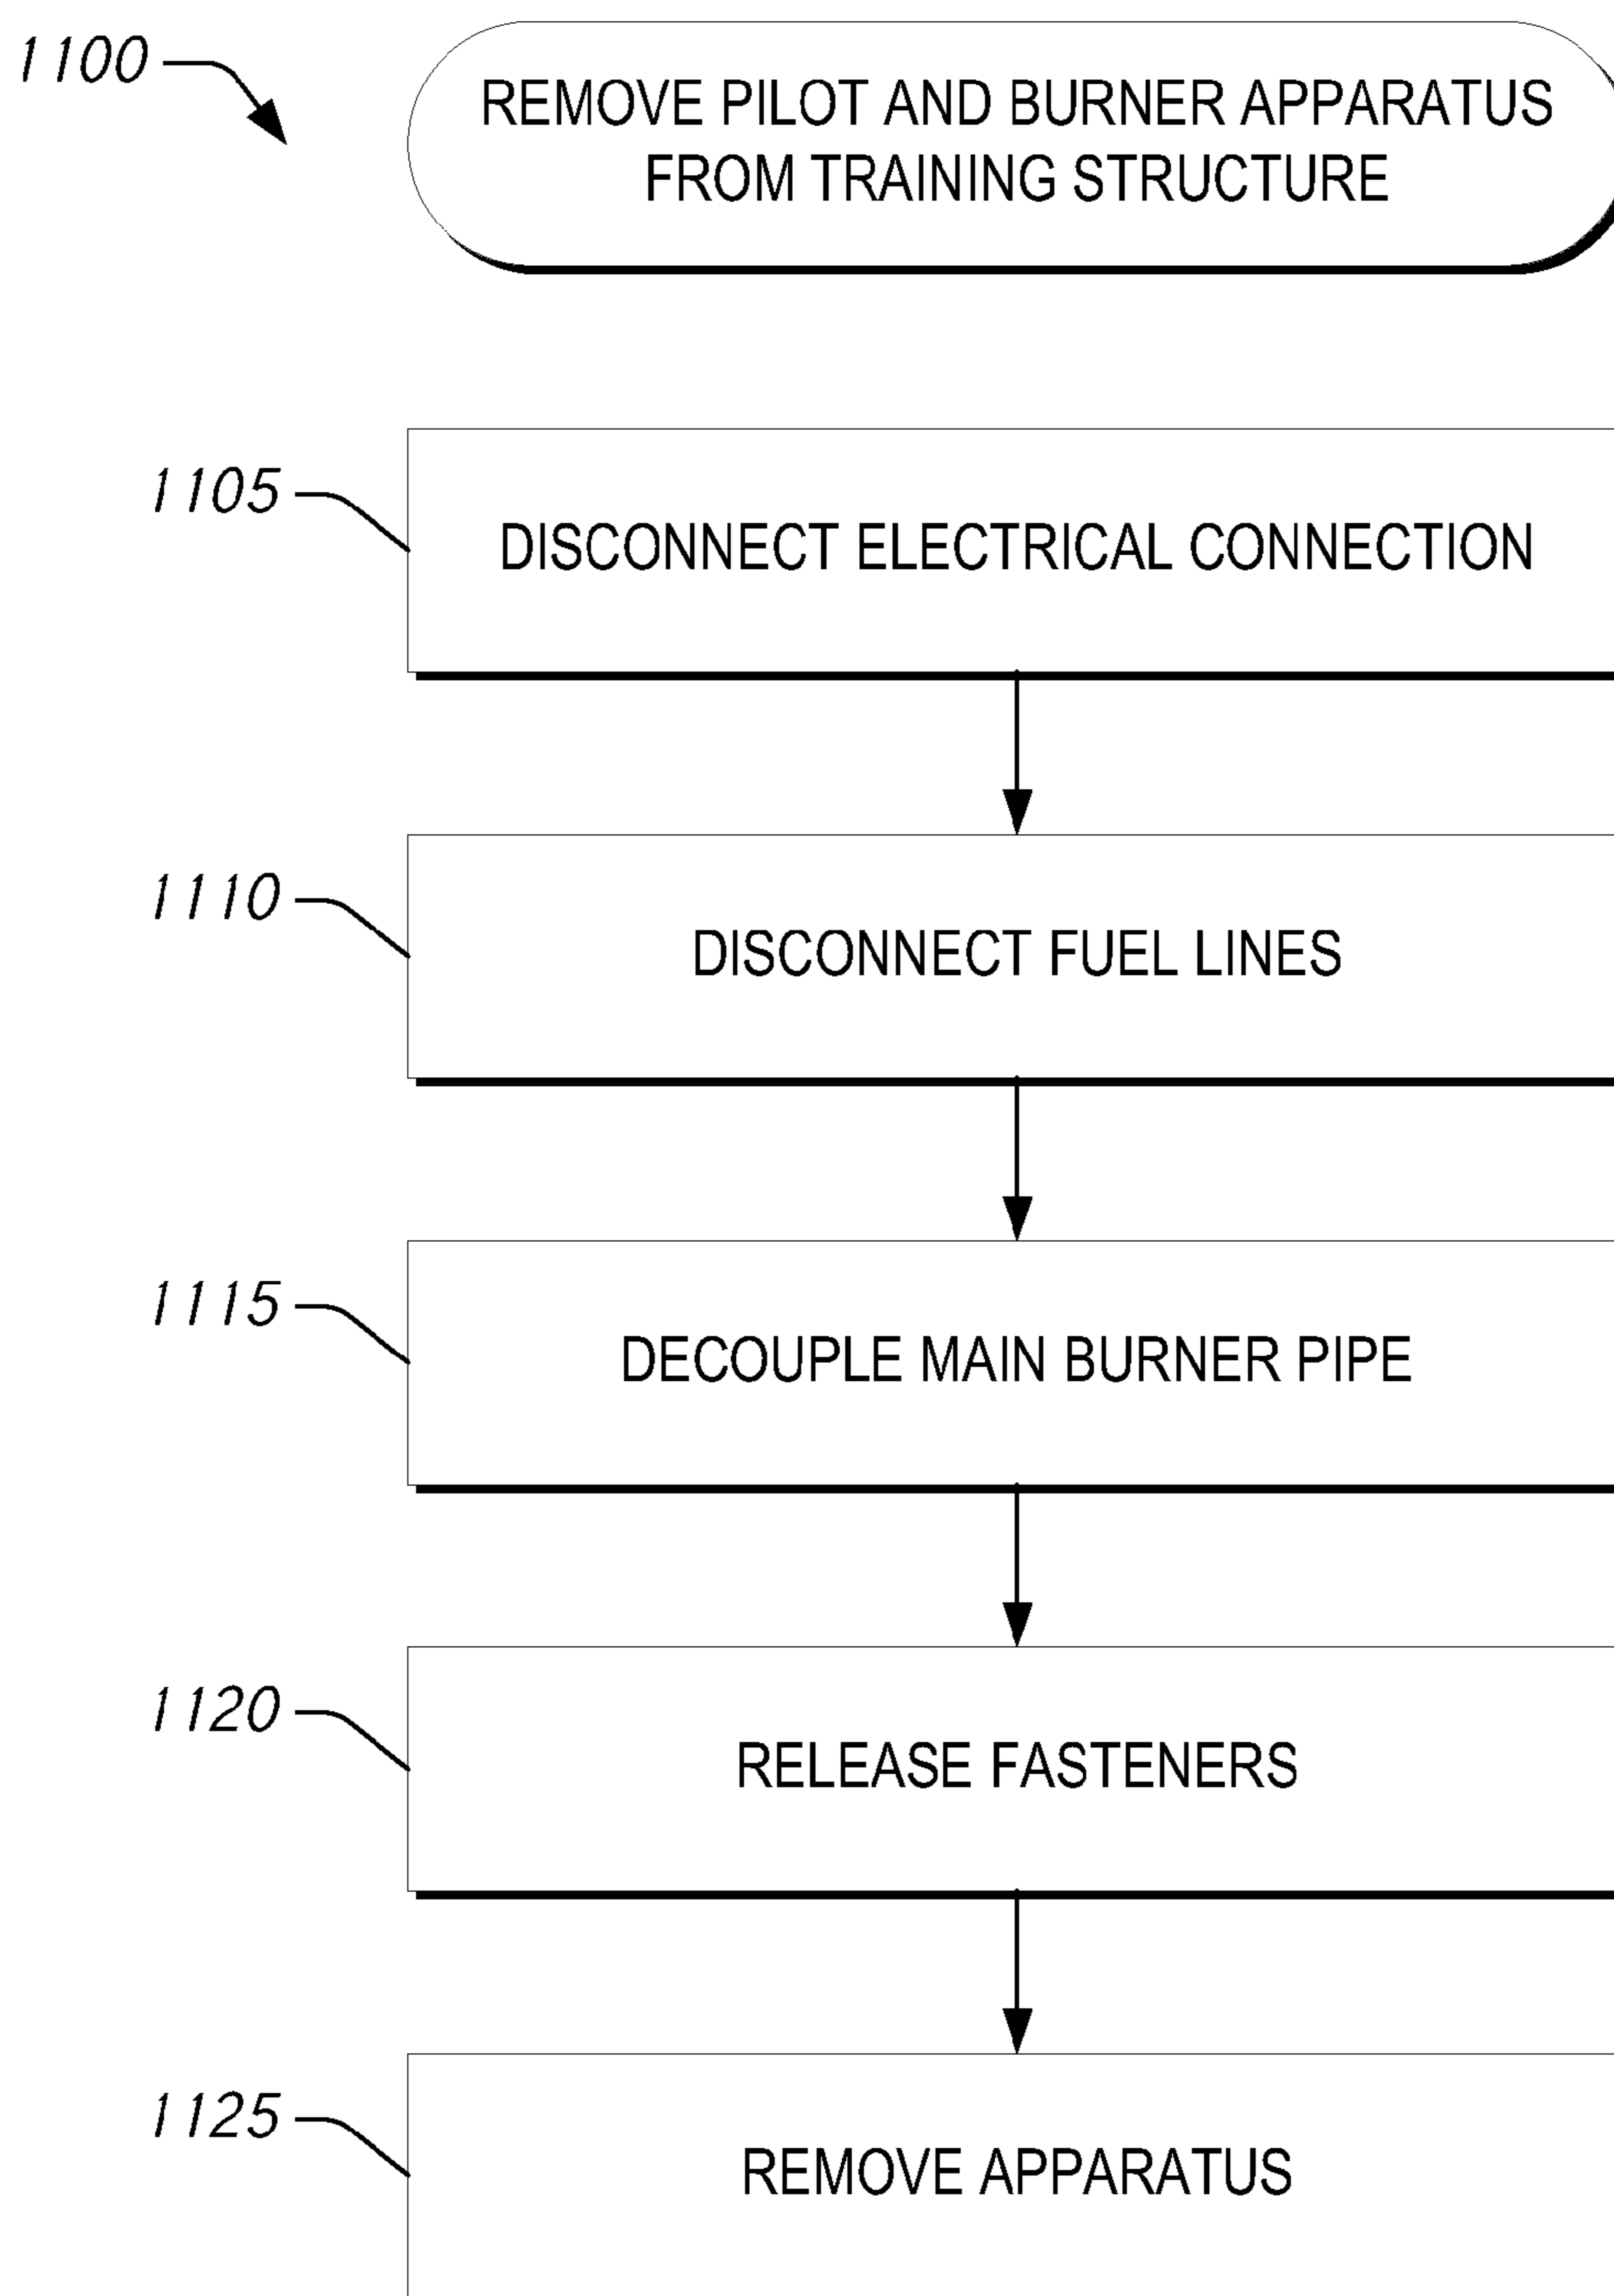 1100
REMOVE PILOT AND BURNER APPARATUS
FROM TRAINING STRUCTURE
1105
DISCONNECT ELECTRICAL CONNECTION
1110
DISCONNECT FUEL LINES
1115
DECOUPLE MAIN BURNER PIPE
1120
RELEASE FASTENERS
1125
REMOVE APPARATUS